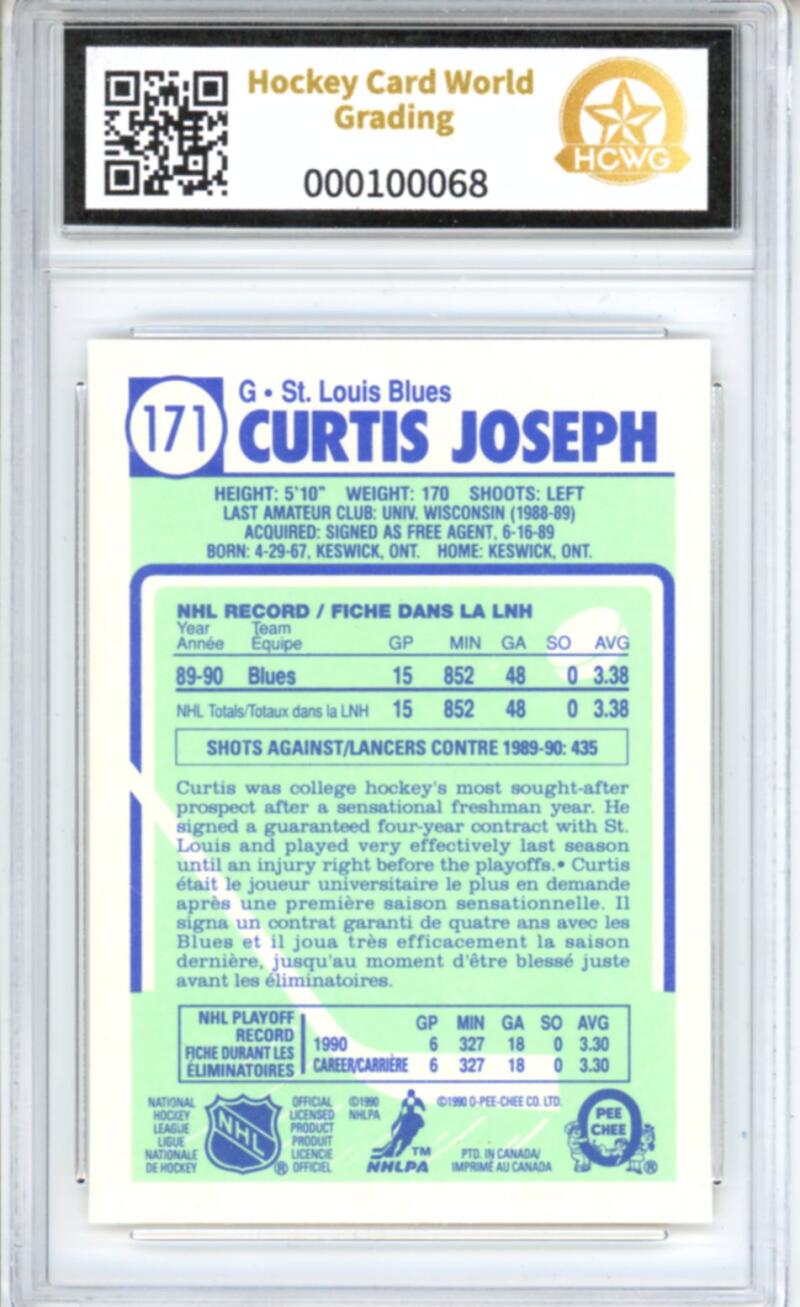 Hockey Card World
Grading
HCWG
000100068
171
G • St. Louis Blues
CURTIS JOSEPH
HEIGHT: 5'10" WEIGHT: 170 SHOOTS: LEFT
LAST AMATEUR CLUB: UNIV. WISCONSIN (1988-89)
ACQUIRED: SIGNED AS FREE AGENT, 6-16-89
BORN: 4-29-67, KESWICK, ONT. HOME: KESWICK, ONT.
NHL RECORD / FICHE DANS LA LNH
Year Team
Année Équipe GP MIN GA SO AVG
89-90 Blues 15 852 48 0 3.38
NHL Totals/Totaux dans la LNH 15 852 48 0 3.38
SHOTS AGAINST/LANCERS CONTRE 1989-90: 435
Curtis was college hockey's most sought-after
prospect after a sensational freshman year. He
signed a guaranteed four-year contract with St.
Louis and played very effectively last season
until an injury right before the playoffs.• Curtis
était le joueur universitaire le plus en demande
après une première saison sensationnelle. Il
signa un contrat garanti de quatre ans avec les
Blues et il joua très efficacement la saison
dernière, jusqu'au moment d'être blessé juste
avant les éliminatoires.
NHL PLAYOFF
RECORD
FICHE DURANT LES
ÉLIMINATOIRES
GP MIN GA SO AVG
1990 6 327 18 0 3.30
CAREER/CARRIÈRE 6 327 18 0 3.30
NATIONAL
HOCKEY
LEAGUE
LIGUE
NATIONALE
DE HOCKEY
NHL ®
OFFICIAL
LICENSED
PRODUCT
PRODUIT
LICENCIE
OFFICIEL
©1990
NHLPA
TM
NHLPA
©1990 O-PEE-CHEE CO. LTD.
PTD. IN CANADA/
IMPRIMÉ AU CANADA
PEE
CHEE
®